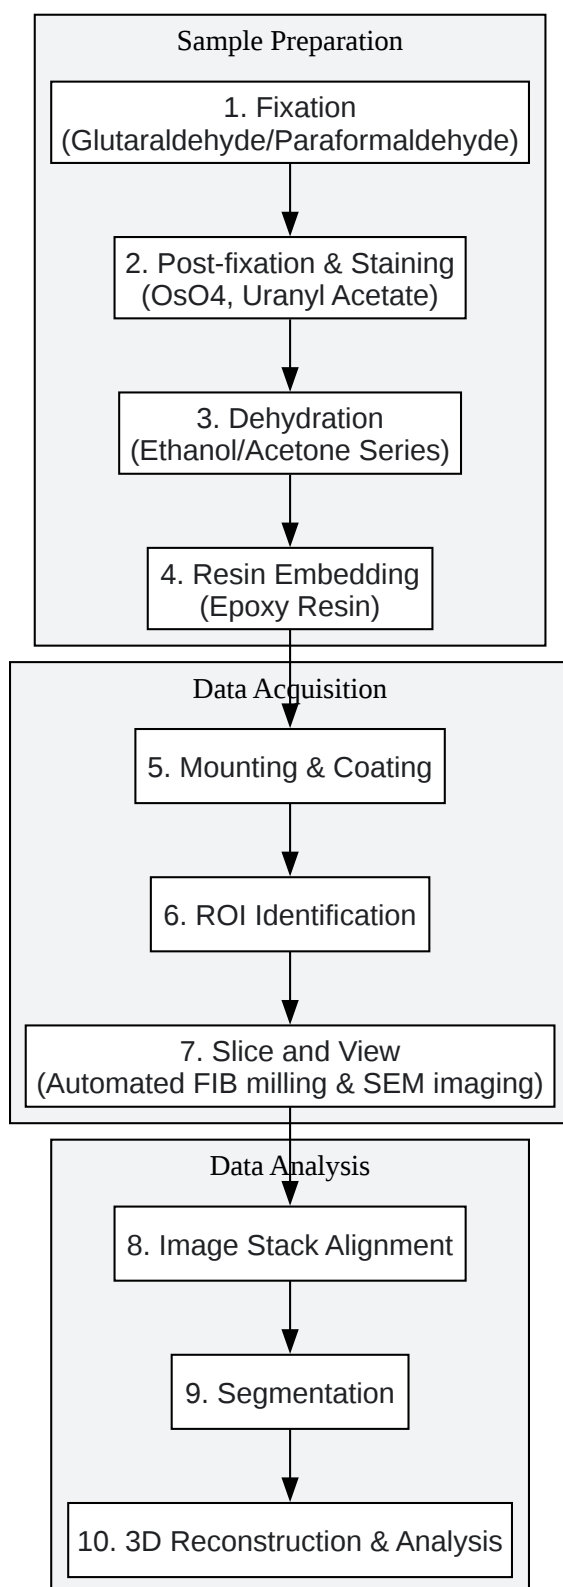 Sample Preparation
1. Fixation
(Glutaraldehyde/Paraformaldehyde)
2. Post-fixation & Staining
(OsO4, Uranyl Acetate)
3. Dehydration
(Ethanol/Acetone Series)
4. Resin Embedding
(Epoxy Resin)
Data Acquisition
5. Mounting & Coating
6. ROI Identification
7. Slice and View
(Automated FIB milling & SEM imaging)
Data Analysis
8. Image Stack Alignment
9. Segmentation
10. 3D Reconstruction & Analysis